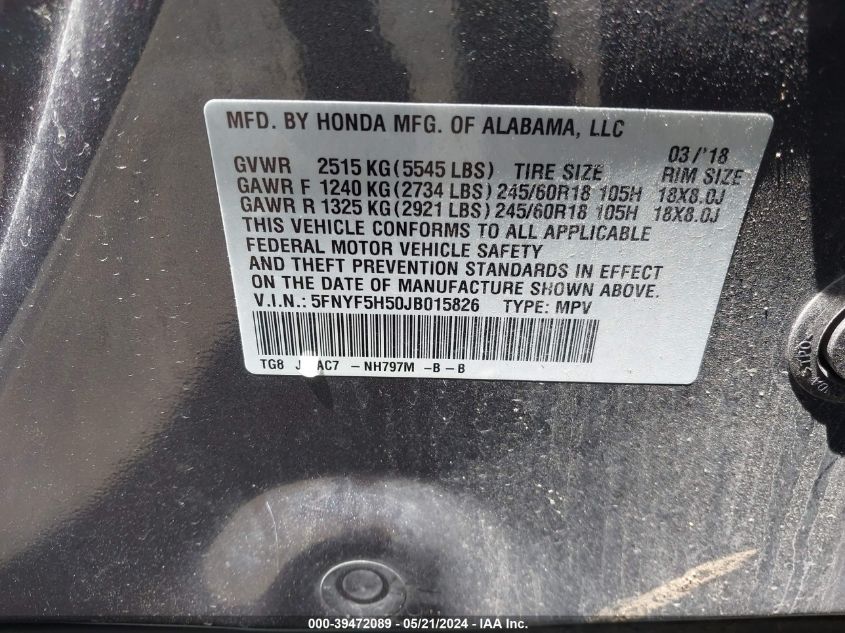 MFD. BY HONDA MFG. OF ALABAMA, LLC
03/'18
GVWR 2515 KG(5545 LBS) TIRE SIZE RIM SIZE
GAWR F 1240 KG(2734 LBS) 245/60R18 105H 18X8.0J
GAWR R 1325 KG(2921 LBS) 245/60R18 105H 18X8.0J
THIS VEHICLE CONFORMS TO ALL APPLICABLE
FEDERAL MOTOR VEHICLE SAFETY
AND THEFT PREVENTION STANDARDS IN EFFECT
ON THE DATE OF MANUFACTURE SHOWN ABOVE.
V.I.N.: 5FNYF5H50JB015826 TYPE: MPV
TG8 -NH797M -B-B
000-39472089 - 05/21/2024 - IAA Inc.